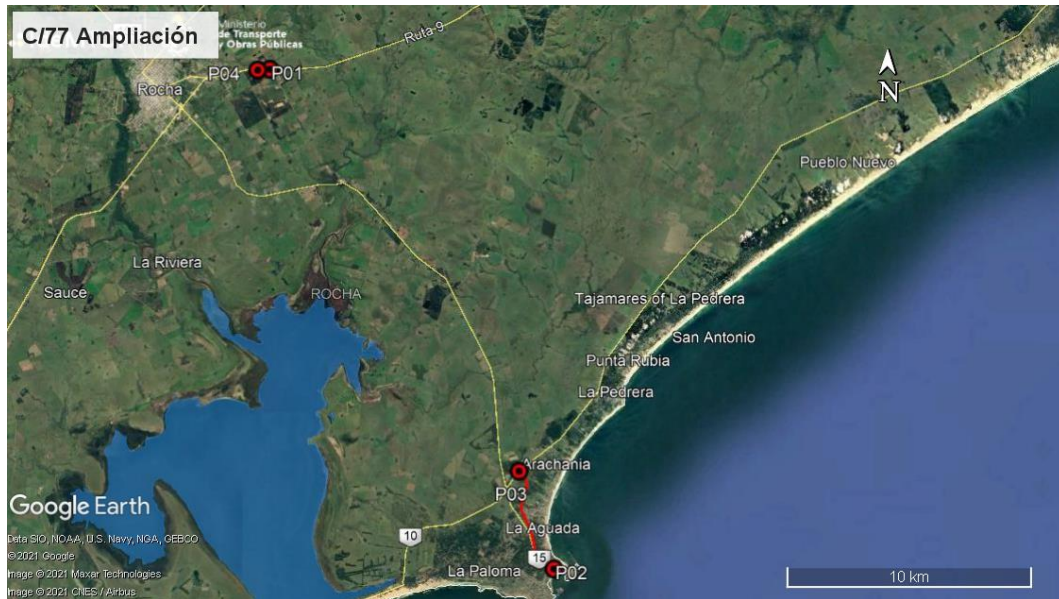 C/77 Ampliación
Ministerio
de Transporte
y Obras Públicas
Ruta-9
P04
P01
Rocha
N
Pueblo Nuevo
La Riviera
Sauce
ROCHA
Tajamares of La Pedrera
San Antonio
Punta Rubia
La Pedrera
Arachania
P03
Google Earth
La Aguada
10
Data SIO, NOAA, U.S. Navy, NGA, GEBCO
© 2021 Google
15
La Paloma
P02
Image © 2021 Maxar Technologies
10 km
Image © 2021 CNES / Airbus